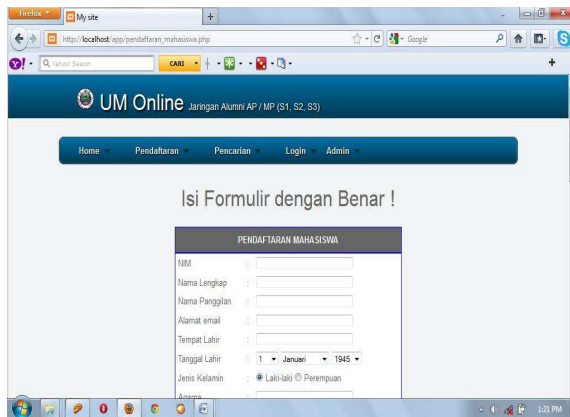 Firefox
My site
http://localhost/app/pendaftaran_mahasiswa.php
Google
Yahoo! Search
CARI
UM Online Jaringan Alumni AP / MP (S1, S2, S3)
Home Pendaftaran Pencarian Login Admin
Isi Formulir dengan Benar !
PENDAFTARAN MAHASISWA
NIM :
Nama Lengkap :
Nama Panggilan :
Alamat email :
Tempat Lahir :
Tanggal Lahir : 1 Januari 1945
Jenis Kelamin : Laki-laki Perempuan
Agama
1:21 PM